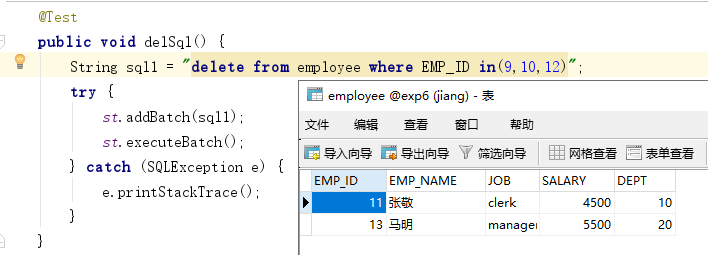 @Test
public void delSql() {
String sql1 = "delete from employee where EMP_ID in(9,10,12)";
try {
st.addBatch(sql1);
st.executeBatch();
} catch (SQLException e) {
e.printStackTrace();
}
}
employee @exp6 (jiang) - 表
文件 编辑 查看 窗口 帮助
导入向导 导出向导 筛选向导 网格查看 表单查看
EMP_ID EMP_NAME JOB SALARY DEPT
11 张敬 clerk 4500 10
13 马明 manager 5500 20